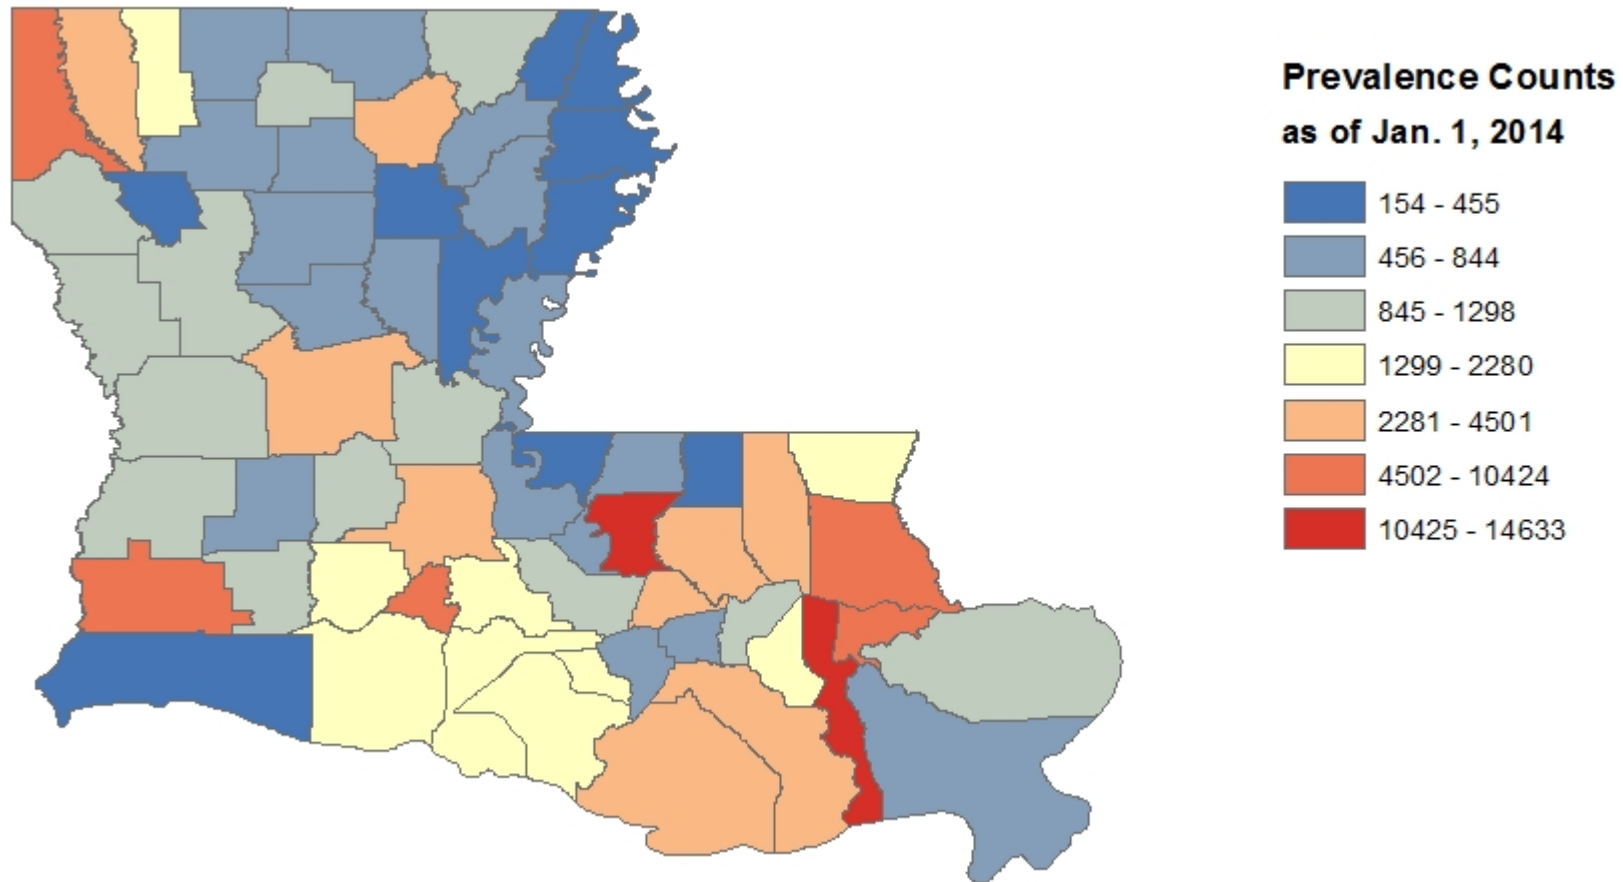 Prevalence Counts
as of Jan. 1, 2014
154 - 455
456 - 844
845 - 1298
1299 - 2280
2281 - 4501
4502 - 10424
10425 - 14633